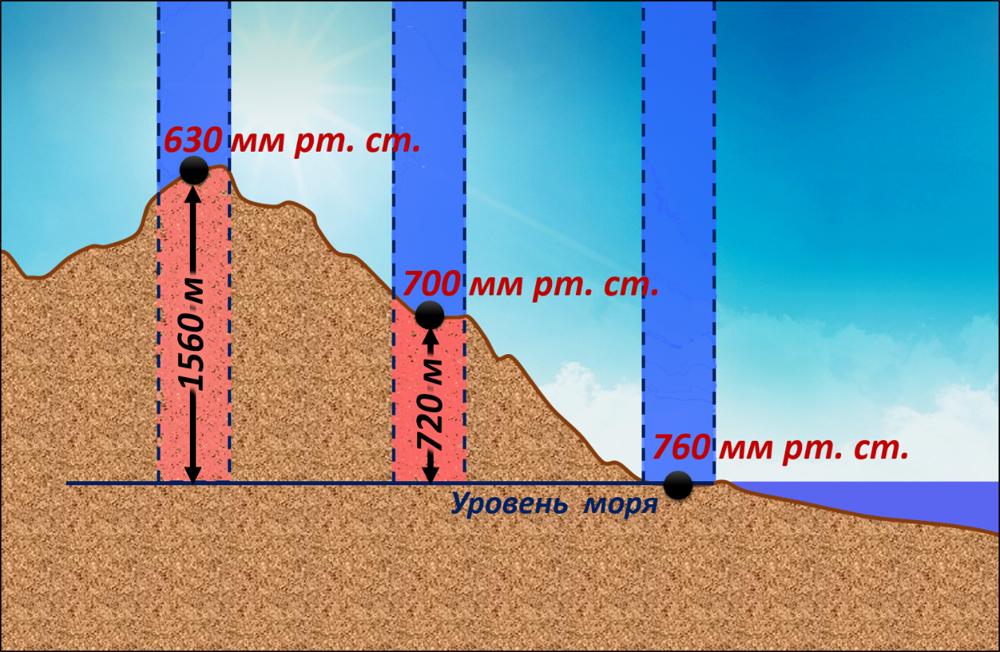 630 мм рт. ст.
1560 м
700 мм рт. ст.
720 м
760 мм рт. ст.
Уровень моря